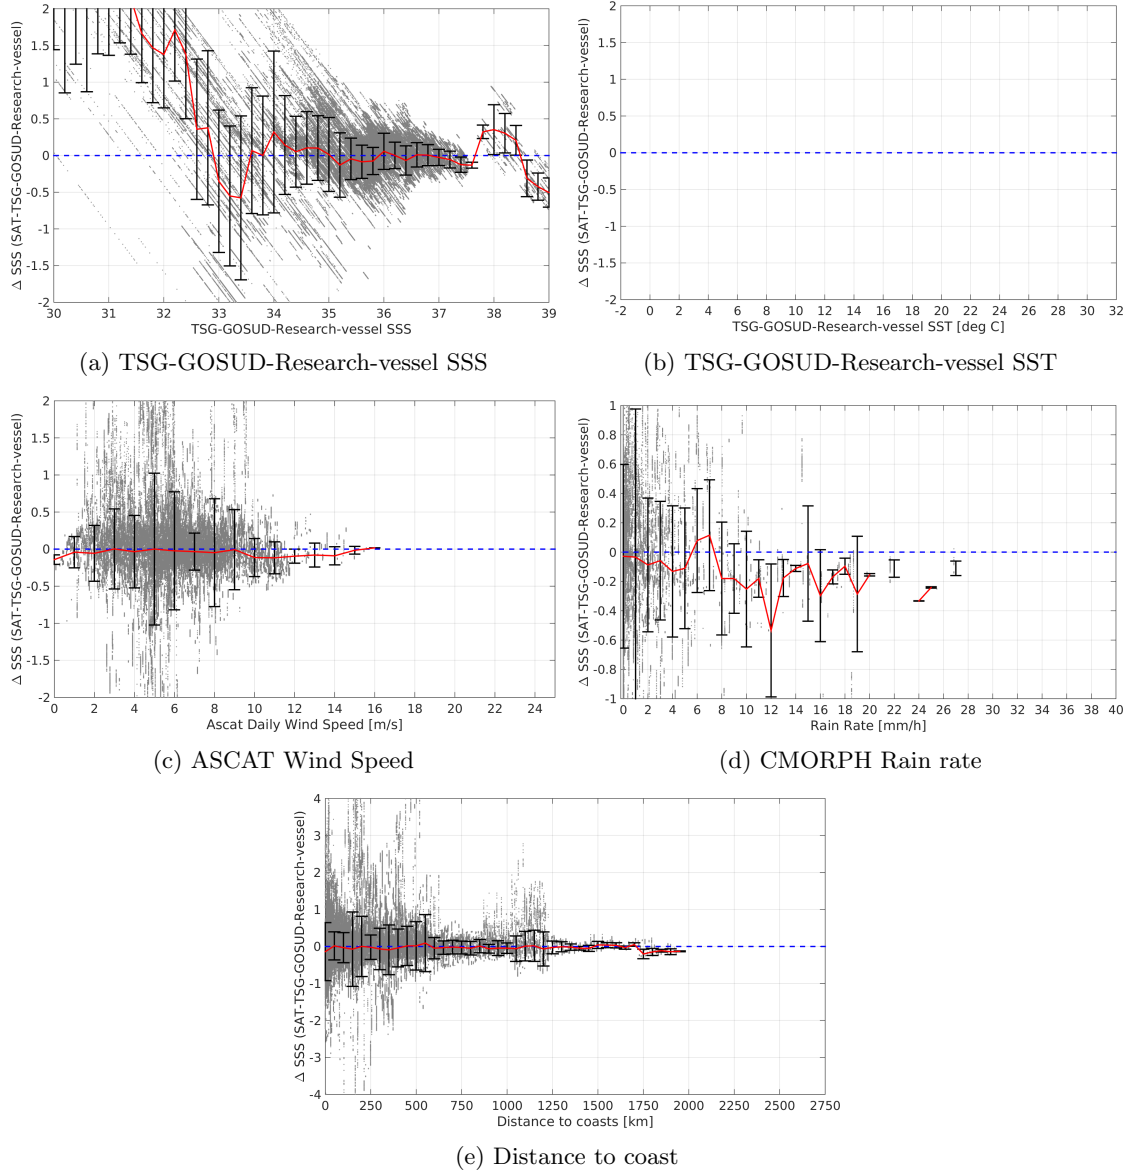 2
1.5
1
0.5
0
-0.5
-1
-1.5
-2
Δ SSS (SAT-TSG-GOSUD-Research-vessel)
30 31 32 33 34 35 36 37 38 39
TSG-GOSUD-Research-vessel SSS
(a) TSG-GOSUD-Research-vessel SSS
2
1.5
1
0.5
0
-0.5
-1
-1.5
-2
Δ SSS (SAT-TSG-GOSUD-Research-vessel)
-2 0 2 4 6 8 10 12 14 16 18 20 22 24 26 28 30 32
TSG-GOSUD-Research-vessel SST [deg C]
(b) TSG-GOSUD-Research-vessel SST
2
1.5
1
0.5
0
-0.5
-1
-1.5
-2
Δ SSS (SAT-TSG-GOSUD-Research-vessel)
0 2 4 6 8 10 12 14 16 18 20 22 24
Ascat Daily Wind Speed [m/s]
(c) ASCAT Wind Speed
1
0.8
0.6
0.4
0.2
0
-0.2
-0.4
-0.6
-0.8
-1
Δ SSS (SAT-TSG-GOSUD-Research-vessel)
0 2 4 6 8 10 12 14 16 18 20 22 24 26 28 30 32 34 36 38 40
Rain Rate [mm/h]
(d) CMORPH Rain rate
4
3
2
1
0
-1
-2
-3
-4
Δ SSS (SAT-TSG-GOSUD-Research-vessel)
0 250 500 750 1000 1250 1500 1750 2000 2250 2500 2750
Distance to coasts [km]
(e) Distance to coast